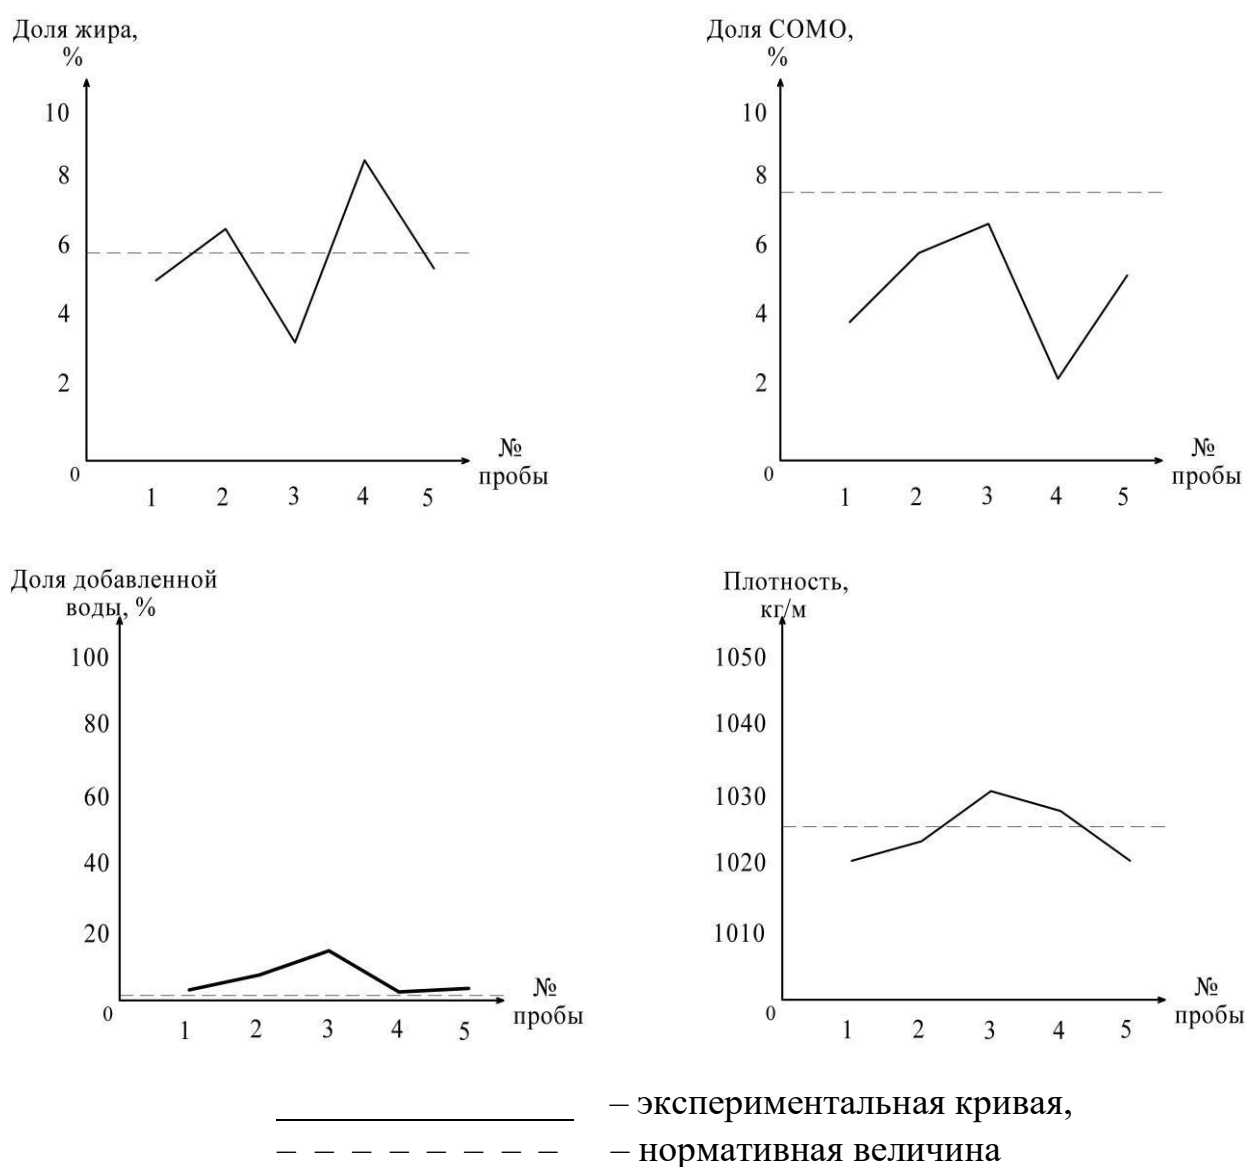 Доля жира,
%
10
8
6
4
2
0
1 2 3 4 5
№
пробы
Доля СОМО,
%
10
8
6
4
2
0
1 2 3 4 5
№
пробы
Доля добавленной
воды, %
100
80
60
40
20
0
1 2 3 4 5
№
пробы
Плотность,
кг/м
1050
1040
1030
1020
1010
0
1 2 3 4 5
№
пробы
– экспериментальная кривая,
– нормативная величина